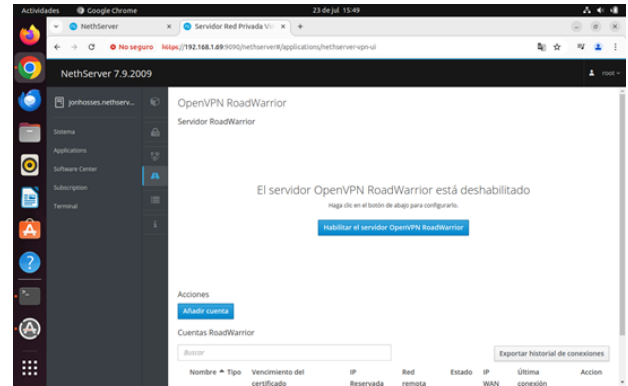 Actividades Google Chrome 23 de jul 15:49
NethServer × Servidor Red Privada Vi × +
No seguro https://192.168.1.69:9090/nethserver#/applications/nethserver-vpn-ui
NethServer 7.9.2009 root
jonhosses.nethserv...
Sistema
Applications
Software Center
Subscription
Terminal
OpenVPN RoadWarrior
Servidor RoadWarrior
El servidor OpenVPN RoadWarrior está deshabilitado
Haga clic en el botón de abajo para configurarlo.
Habilitar el servidor OpenVPN RoadWarrior
Acciones
Añadir cuenta
Cuentas RoadWarrior
Buscar
Exportar historial de conexiones
Nombre Tipo Vencimiento del certificado IP Reservada Red remota Estado IP WAN Última conexión Accion